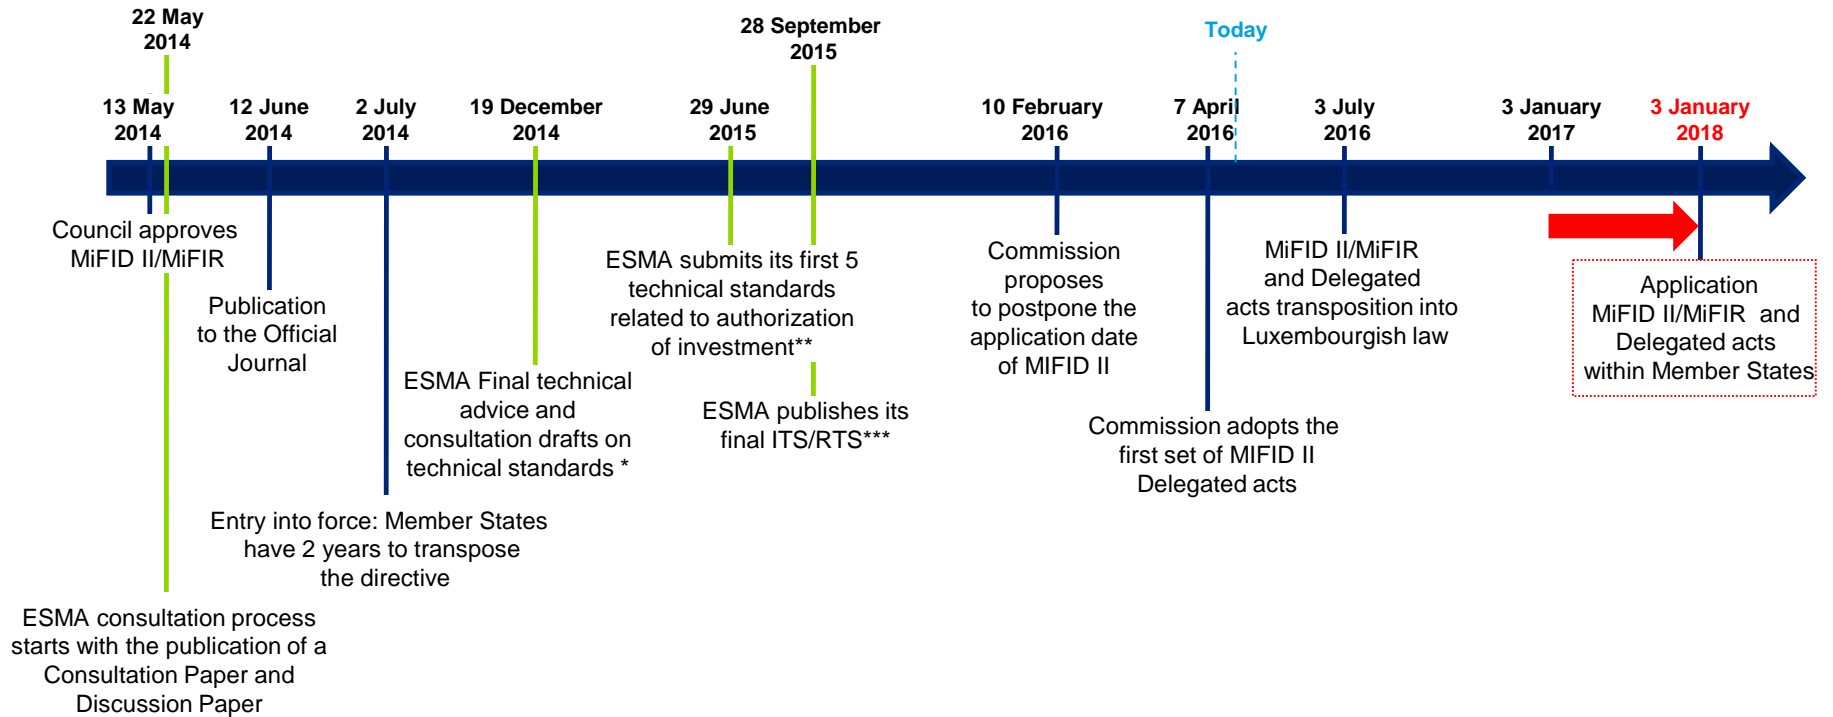 22 May
2014
28 September
2015
Today
13 May
2014
12 June
2014
2 July
2014
19 December
2014
29 June
2015
10 February
2016
7 April
2016
3 July
2016
3 January
2017
3 January
2018
Council approves
MiFID II/MiFIR
Publication
to the Official
Journal
ESMA Final technical
advice and
consultation drafts on
technical standards *
Entry into force: Member States
have 2 years to transpose
the directive
ESMA consultation process
starts with the publication of a
Consultation Paper and
Discussion Paper
ESMA submits its first 5
technical standards
related to authorization
of investment**
ESMA publishes its
final ITS/RTS***
Commission
proposes
to postpone the
application date
of MIFID II
Commission adopts the
first set of MIFID II
Delegated acts
MiFID II/MiFIR
and Delegated
acts transposition into
Luxembourgish law
Application
MiFID II/MiFIR and
Delegated acts
within Member States